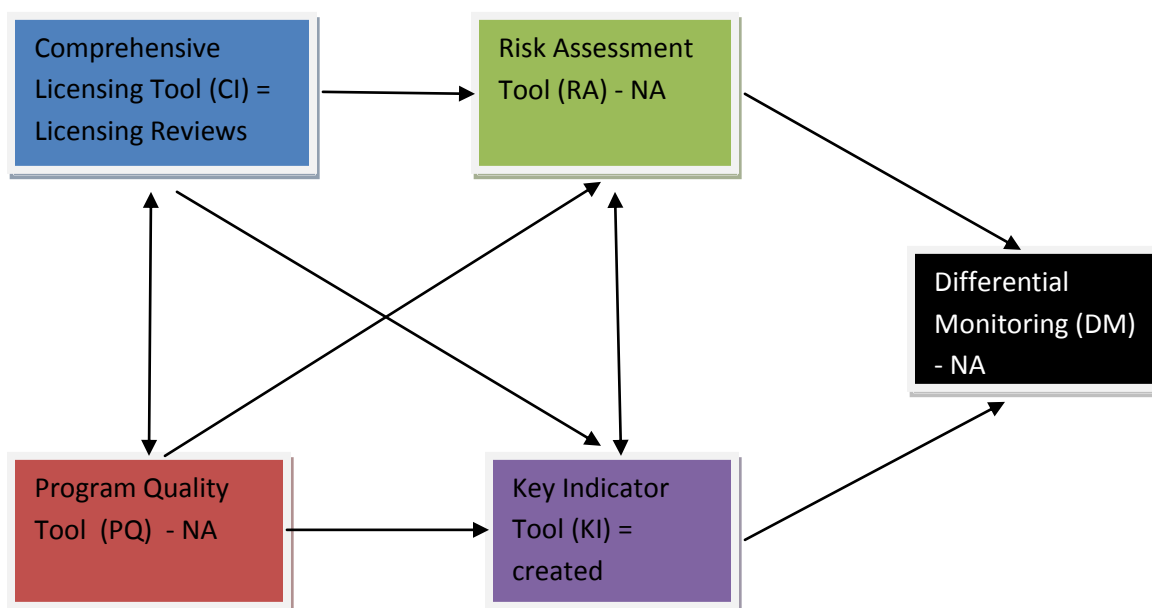 Comprehensive
Licensing Tool (CI) =
Licensing Reviews
Risk Assessment
Tool (RA) - NA
Differential
Monitoring (DM)
- NA
Program Quality
Tool  (PQ)  - NA
Key Indicator
Tool (KI) =
created